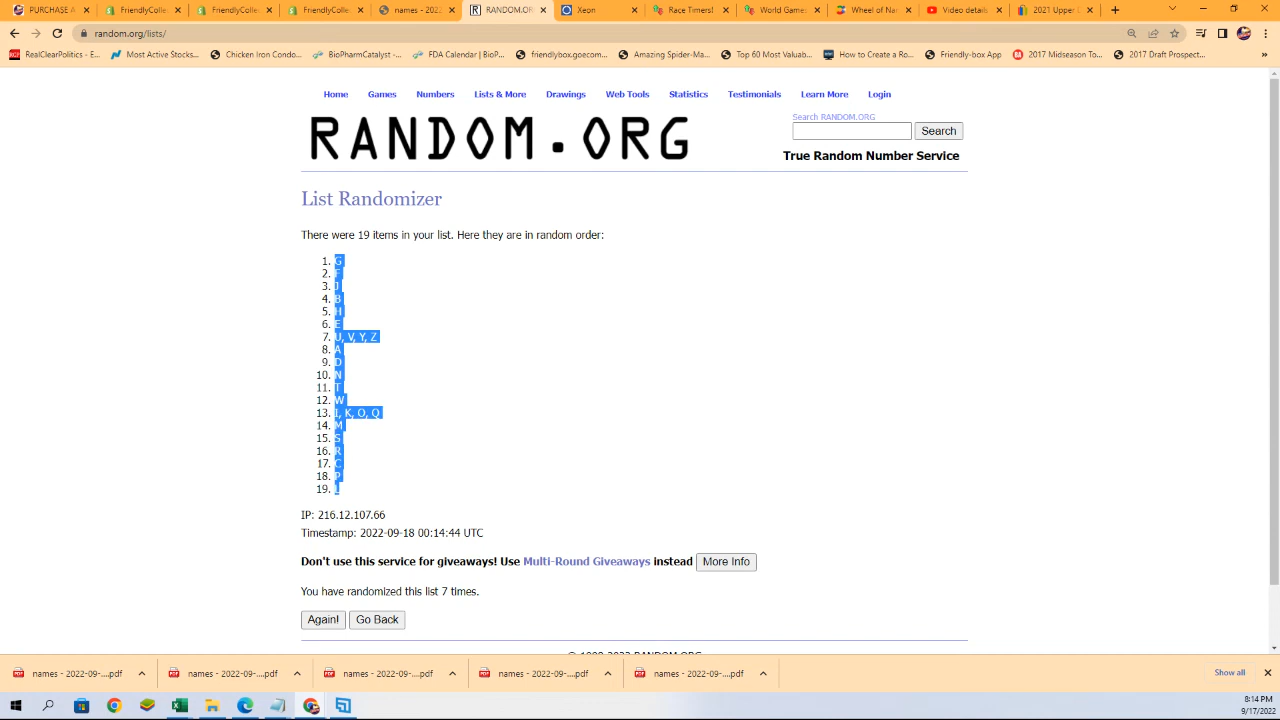 PURCHASE A
FriendlyColle
FriendlyColle
FriendlyColle
names - 2022
RANDOM.OR
Xeon
Race Timers!
World Game
Wheel of Na
Video details
2021 Upper D
random.org/lists/
RealClearPolitics - E...
Most Active Stocks...
Chicken Iron Condo...
BioPharmCatalyst -...
FDA Calendar | BioP...
friendlybox.goecom...
Amazing Spider-Ma...
Top 60 Most Valuab...
How to Create a Ro...
Friendly-box App
2017 Midseason To...
2017 Draft Prospect...
Home
Games
Numbers
Lists & More
Drawings
Web Tools
Statistics
Testimonials
Learn More
Login
RANDOM.ORG
Search RANDOM.ORG
Search
True Random Number Service
List Randomizer
There were 19 items in your list. Here they are in random order:
1. G
2. F
3. J
4. B
5. H
6. E
7. U, V, Y, Z
8. A
9. D
10. N
11. T
12. W
13. I, K, O, Q
14. M
15. S
16. R
17. C
18. P
19. L
IP: 216.12.107.66
Timestamp: 2022-09-18 00:14:44 UTC
Don't use this service for giveaways! Use Multi-Round Giveaways instead More Info
You have randomized this list 7 times.
Again! Go Back
names - 2022-09-....pdf
names - 2022-09-....pdf
names - 2022-09-....pdf
names - 2022-09-....pdf
names - 2022-09-....pdf
Show all
8:14 PM
9/17/2022